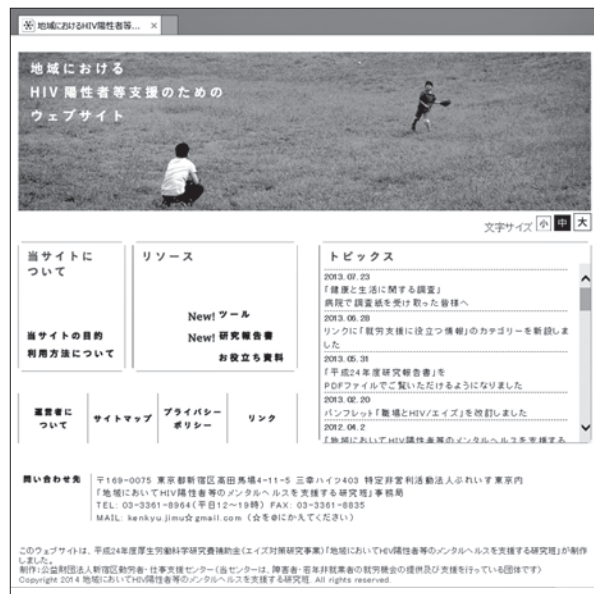 地域におけるHIV陽性者等... ×
地域における
HIV陽性者等支援のための
ウェブサイト
文字サイズ 小 中 大
当サイトに
ついて
当サイトの目的
利用方法について
リソース
New! ツール
New! 研究報告書
お役立ち資料
トピックス
2013.07.23
「健康と生活に関する調査」
病院で調査紙を受け取った皆様へ
2013.06.28
リンクに「就労支援に役立つ情報」のカテゴリーを新設しま
した
2013.05.31
「平成24年度研究報告書」を
PDFファイルでご覧いただけるようになりました
2013.02.20
パンフレット「職場とHIV/エイズ」を改訂しました
2012.04.2
「地域においてHIV陽性者等のメンタルヘルスを支援する
運営者に
ついて
サイトマップ
プライバシー
ポリシー
リンク
問い合わせ先
〒169-0075 東京都新宿区高田馬場4-11-5 三幸ハイツ403 特定非営利活動法人ぷれいす東京内
「地域においてHIV陽性者等のメンタルヘルスを支援する研究班」事務局
TEL: 03-3361-8964(平日12~19時) FAX: 03-3361-8835
MAIL: kenkyu.jimu☆gmail.com (☆を@にかえてください)
このウェブサイトは、平成24年度厚生労働科学研究費補助金(エイズ対策研究事業)「地域においてHIV陽性者等のメンタルヘルスを支援する研究班」が制作
しました。
制作:公益財団法人新宿区勤労者・仕事支援センター(当センターは、障害者・若年非就業者の就労機会の提供及び支援を行っている団体です)
Copyright 2014 地域においてHIV陽性者等のメンタルヘルスを支援する研究班. All rights reserved.